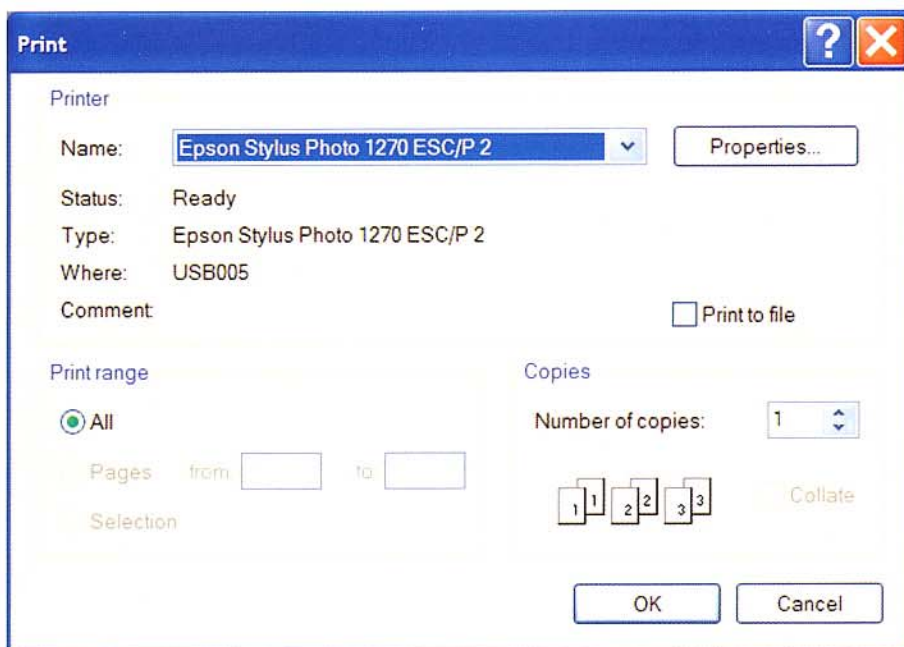 Print
Printer
Name: Epson Stylus Photo 1270 ESC/P 2 Properties...
Status: Ready
Type: Epson Stylus Photo 1270 ESC/P 2
Where: USB005
Comment:
Print to file
Print range
All
Pages from to
Selection
Copies
Number of copies: 1
1 1 2 2 3 3
Collate
OK Cancel